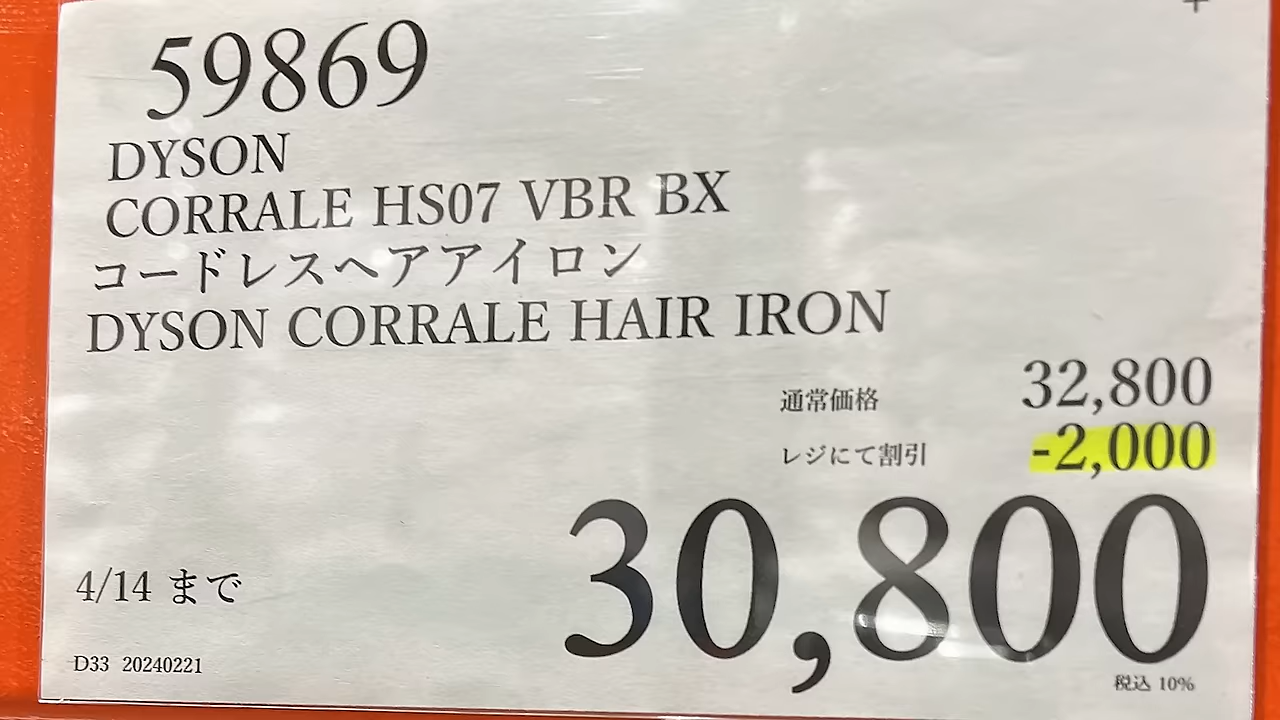 59869
DYSON
CORRALE HS07 VBR BX
コードレスヘアアイロン
DYSON CORRALE HAIR IRON
通常価格 32,800
レジにて割引 -2,000
30,800
4/14 まで
税込 10%
D33 20240221